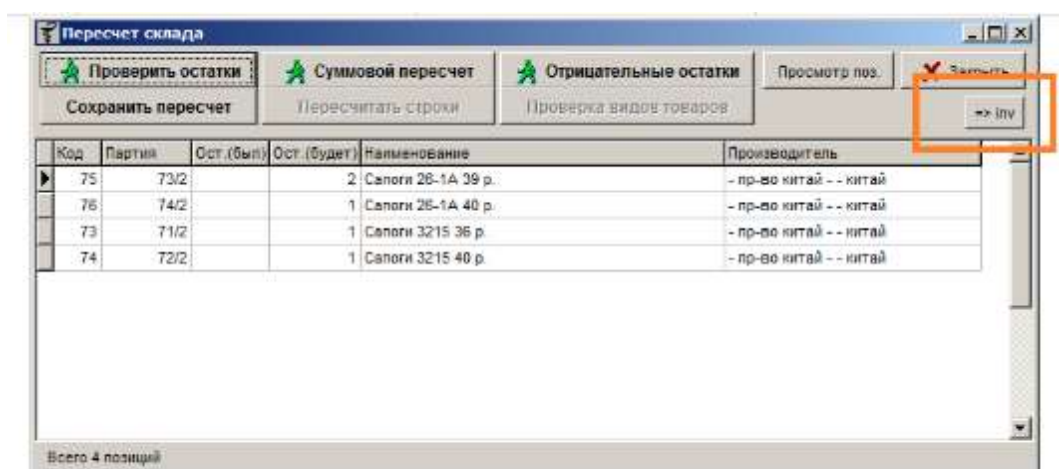 Пересчет склада
Проверить остатки Суммовой пересчет Отрицательные остатки Просмотр поз. Закрыть
Сохранить пересчет Пересчитать строки Проверка видов товаров => inv
Код Партия Ост.(был) Ост.(будет) Наименование Производитель
75 73/2 2 Сапоги 26-1А 39 р. - пр-во китай - - китай
76 74/2 1 Сапоги 26-1А 40 р. - пр-во китай - - китай
73 71/2 1 Сапоги 3215 36 р. - пр-во китай - - китай
74 72/2 1 Сапоги 3215 40 р. - пр-во китай - - китай
Всего 4 позиций